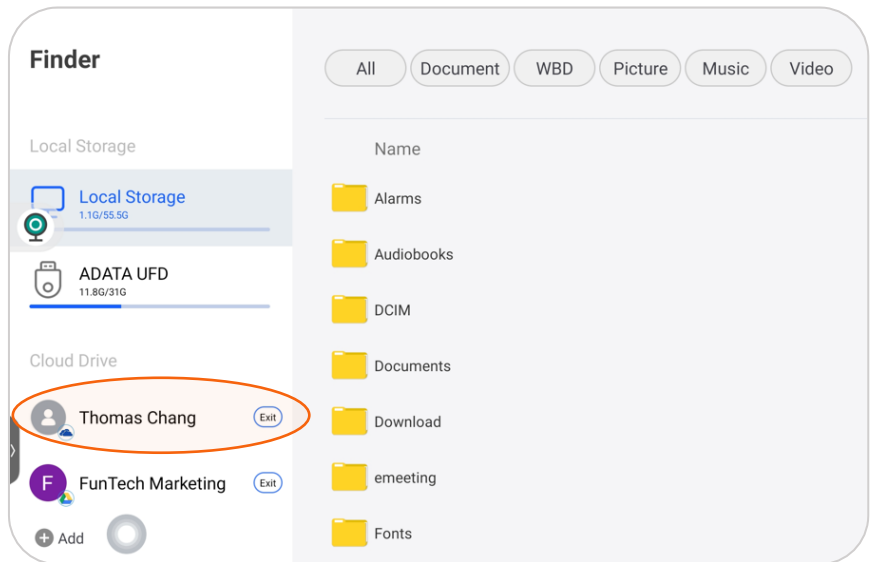 Finder
Local Storage
Local Storage
1.1G/55.5G
ADATA UFD
11.8G/31G
Cloud Drive
Thomas Chang Exit
F FunTech Marketing Exit
Add
All Document WBD Picture Music Video
Name
Alarms
Audiobooks
DCIM
Documents
Download
emeeting
Fonts